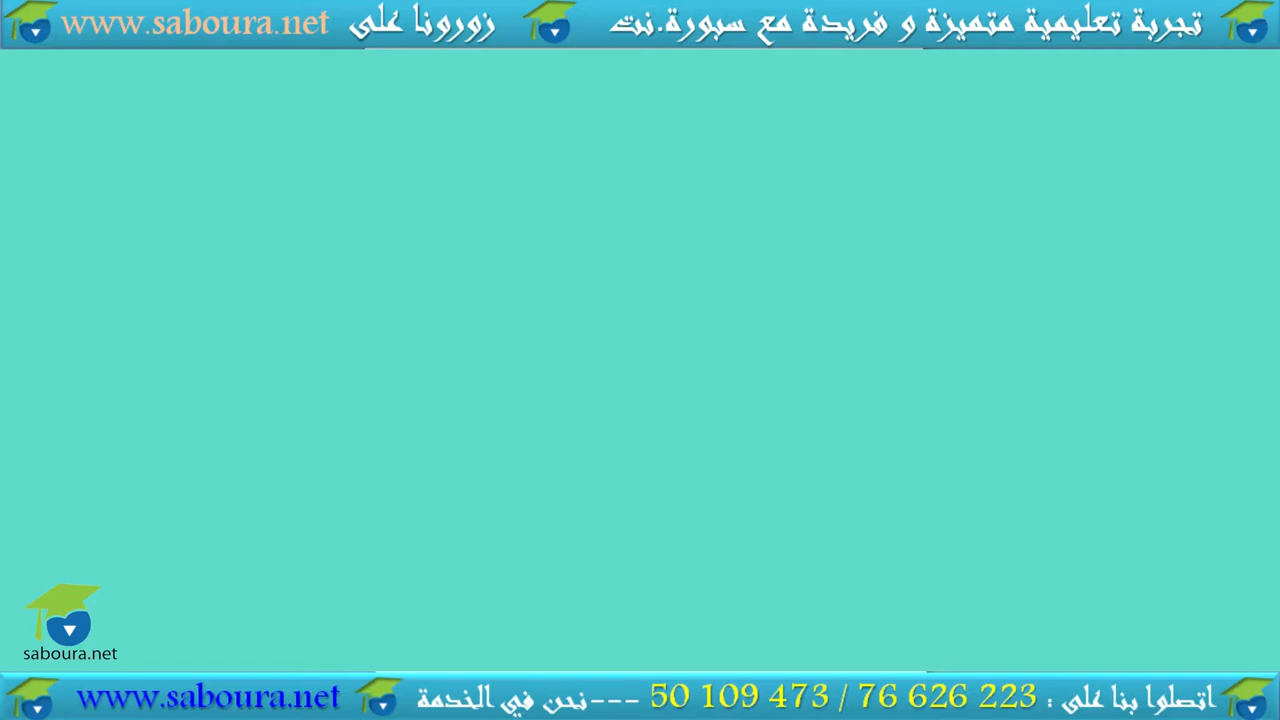 تجربة تعليمية متميزة و فريدة مع سبورة.نت زورونا على www.saboura.net
saboura.net
اتصلوا بنا على : 50 109 473 / 76 626 223 ---نحن في الخدمة www.saboura.net